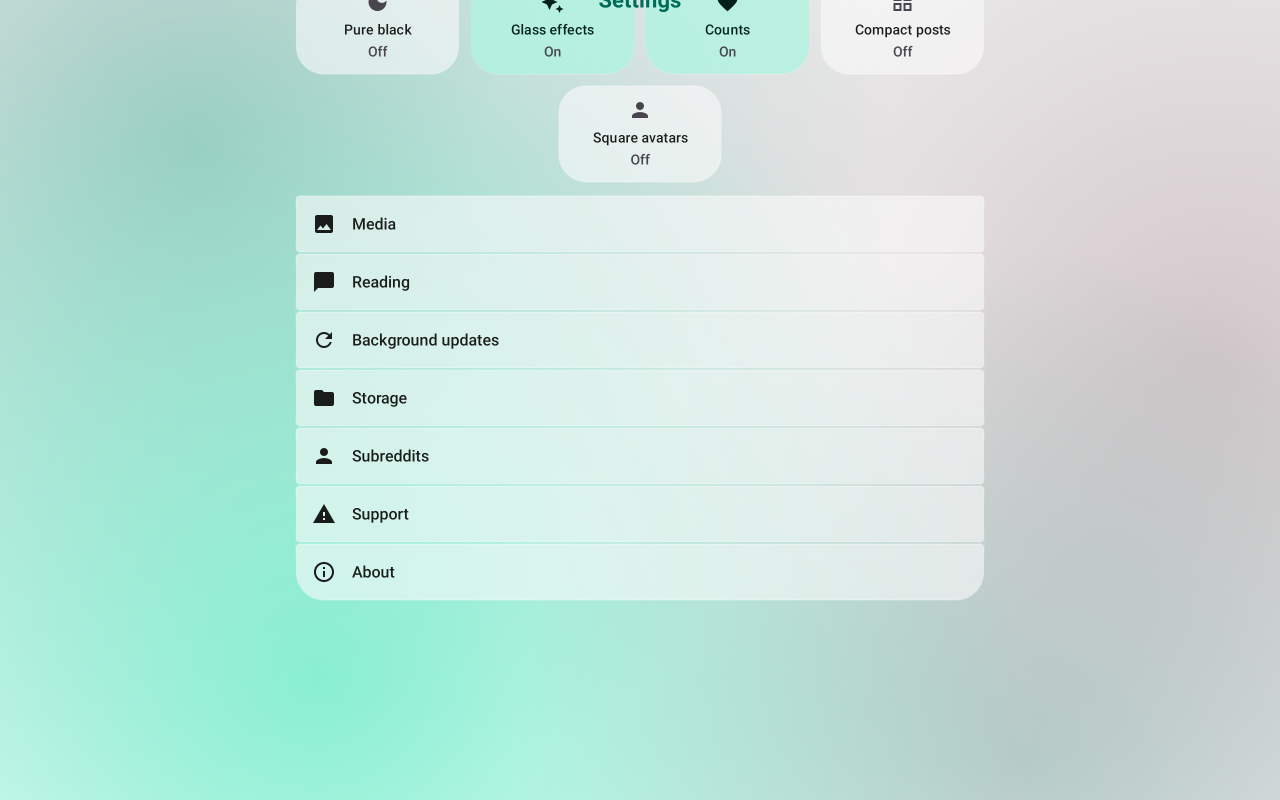 Settings
Pure black
Off
Glass effects
On
Counts
On
Compact posts
Off
Square avatars
Off
Media
Reading
Background updates
Storage
Subreddits
Support
About